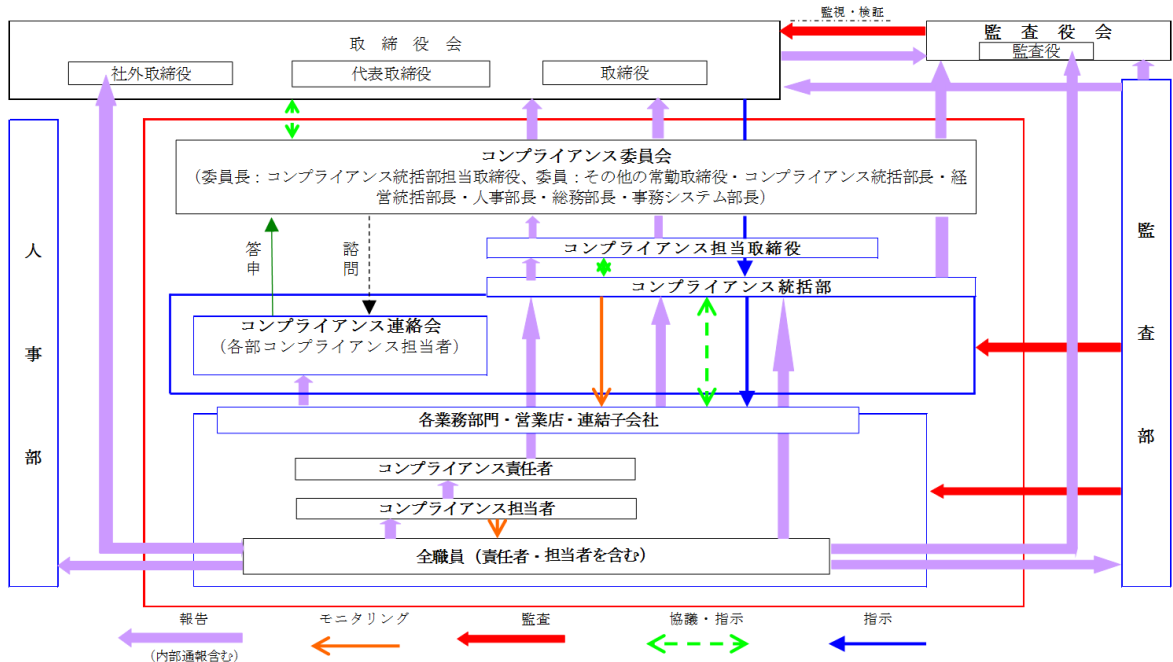 監視・検証
取締役会
監査役会
監査役
社外取締役
代表取締役
取締役
コンプライアンス委員会
（委員長：コンプライアンス統括部担当取締役、委員：その他の常勤取締役・コンプライアンス統括部長・経
営統括部長・人事部長・総務部長・事務システム部長）
人事部
監査部
答申
諮問
コンプライアンス担当取締役
コンプライアンス統括部
コンプライアンス連絡会
（各部コンプライアンス担当者）
各業務部門・営業店・連結子会社
コンプライアンス責任者
コンプライアンス担当者
全職員（責任者・担当者を含む）
報告
（内部通報含む）
モニタリング
監査
協議・指示
指示